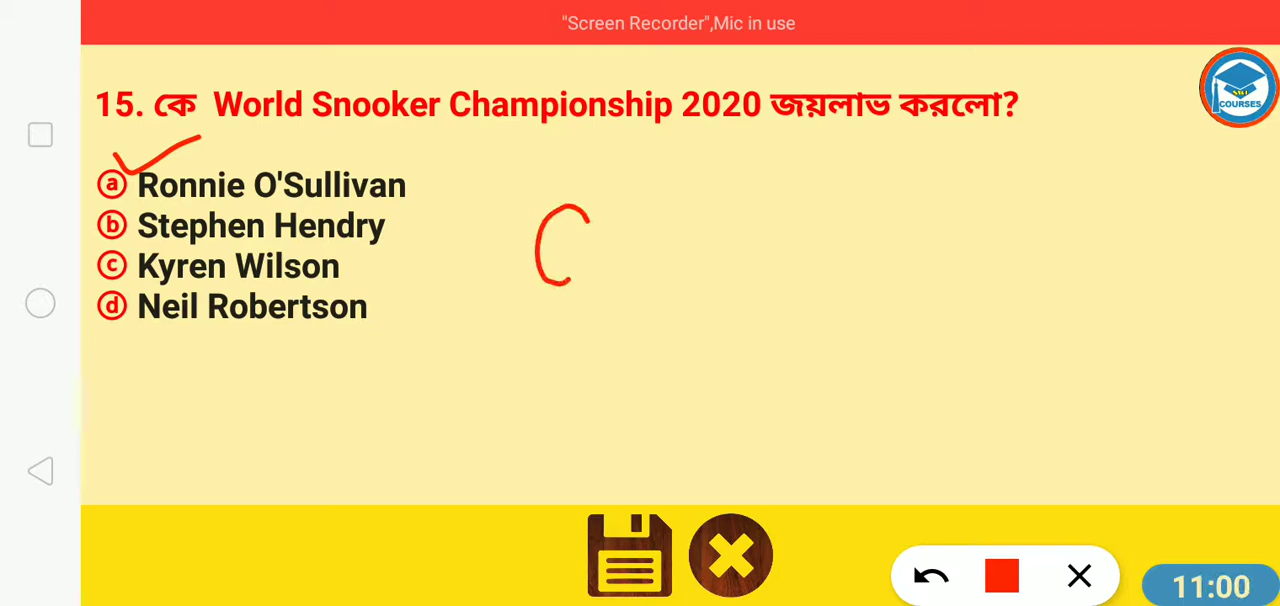 "Screen Recorder",Mic in use
15. কে World Snooker Championship 2020 জয়লাভ করলো?
a Ronnie O'Sullivan
b Stephen Hendry
c Kyren Wilson
d Neil Robertson
C
COURSES
11:00